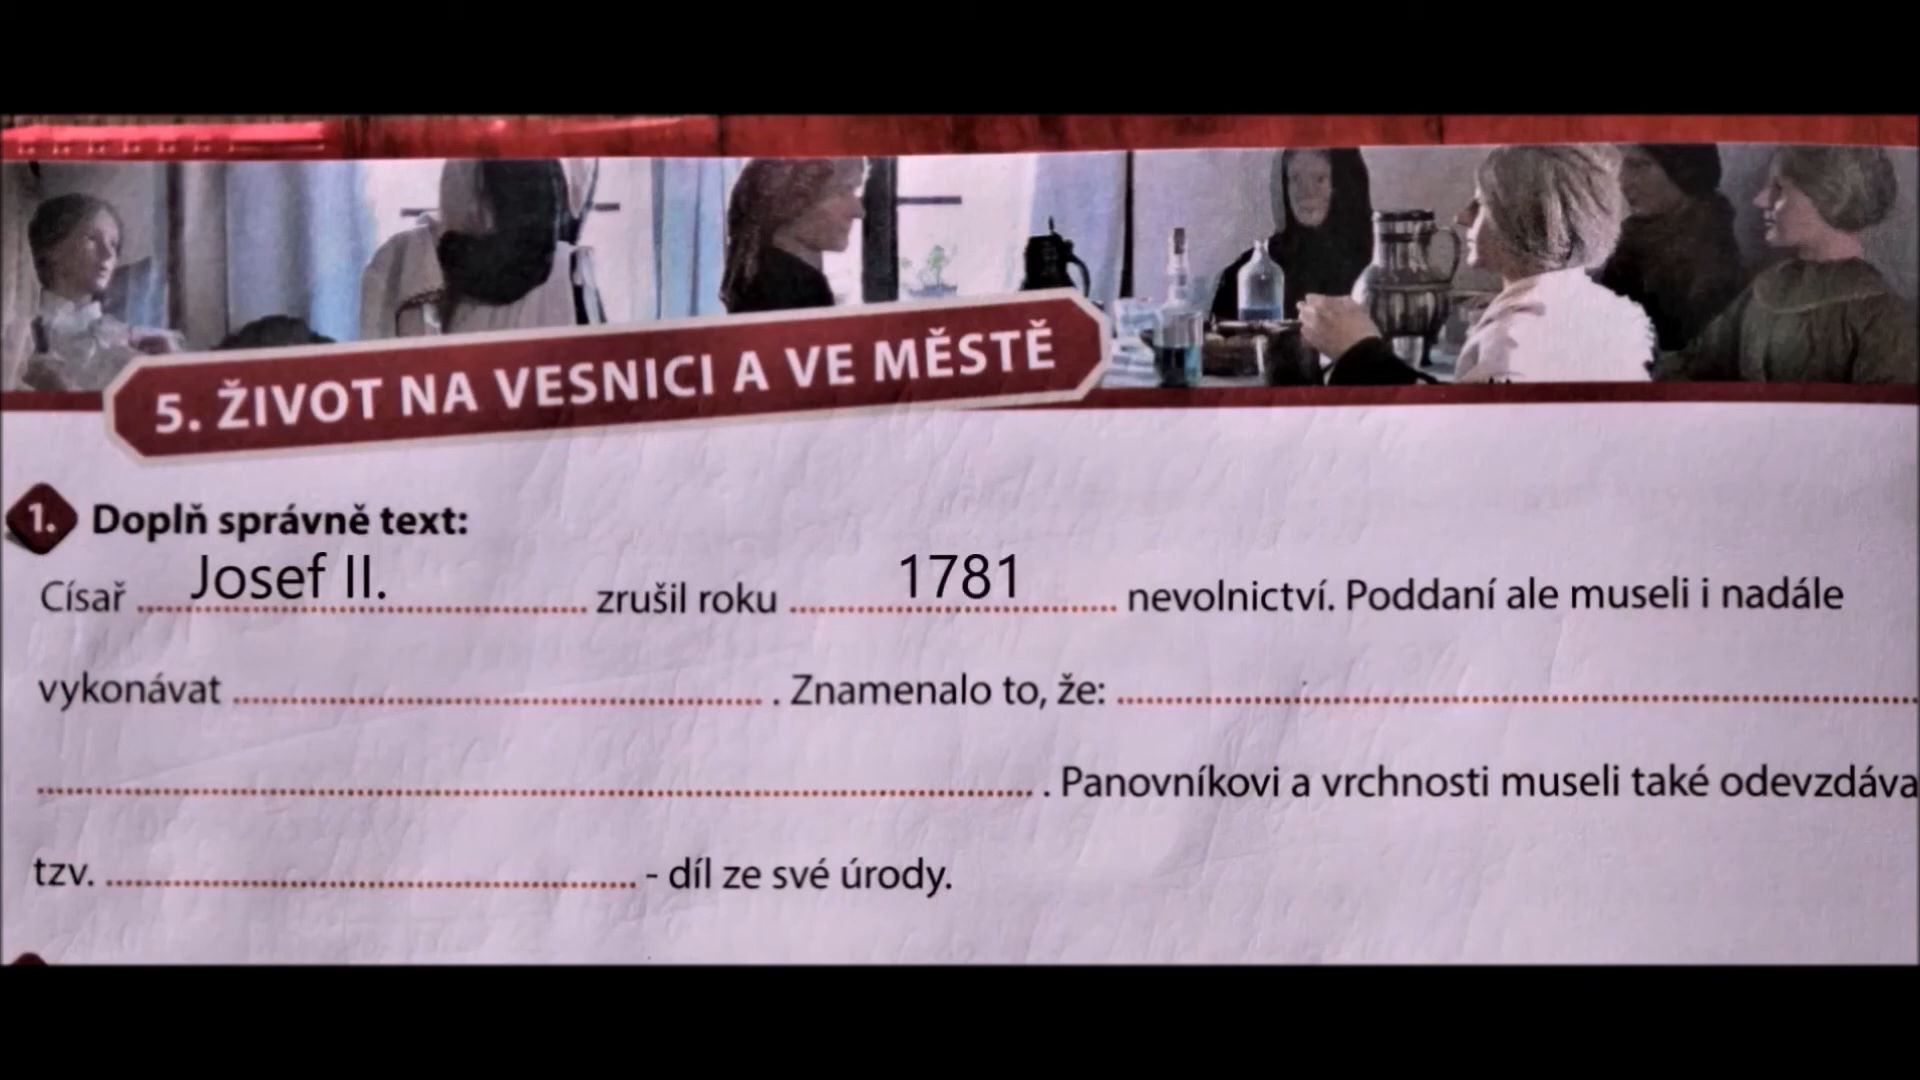 5. ŽIVOT NA VESNICI A VE MĚSTĚ
1. Doplň správně text:
Císař Josef II. zrušil roku 1781 nevolnictví. Poddaní ale museli i nadále
vykonávat ........................ . Znamenalo to, že: ........................
........................ . Panovníkovi a vrchnosti museli také odevzdáva
tzv. ........................ - díl ze své úrody.